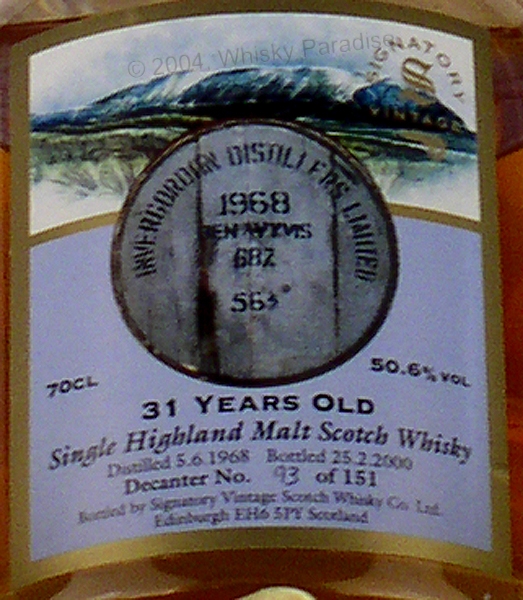 © 2004, Whisky Paradise
SIGNATORY
VINTAGE
INVERGORDON DISTILLERS LIMITED
1968
BEN WYVIS
687
563
70CL
50.6% VOL
31 YEARS OLD
Single Highland Malt Scotch Whisky
Distilled 5.6.1968 Bottled 25.2.2000
Decanter No. 93 of 151
Bottled by Signatory Vintage Scotch Whisky Co. Ltd.
Edinburgh EH6 5PY Scotland